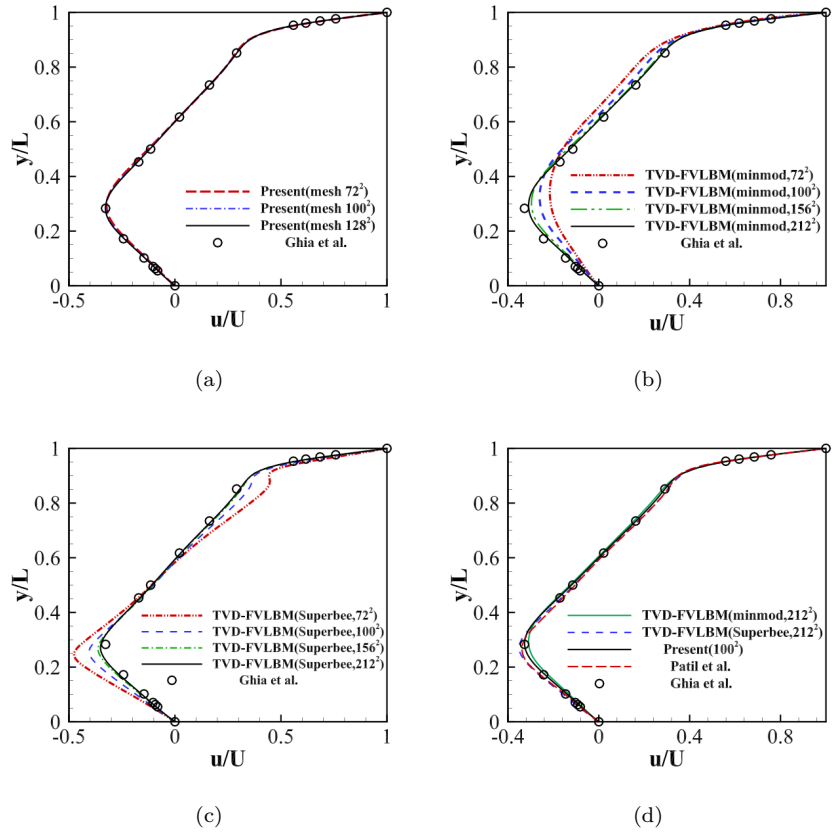 y/L
1
0.8
0.6
0.4
0.2
0
-0.5
0
0.5
1
u/U
Present(mesh 72²)
Present(mesh 100²)
Present(mesh 128²)
Ghia et al.
(a)
y/L
1
0.8
0.6
0.4
0.2
0
-0.4
0
0.4
0.8
u/U
TVD-FVLBM(minmod,72²)
TVD-FVLBM(minmod,100²)
TVD-FVLBM(minmod,156²)
TVD-FVLBM(minmod,212²)
Ghia et al.
(b)
y/L
1
0.8
0.6
0.4
0.2
0
-0.5
0
0.5
1
u/U
TVD-FVLBM(Superbee,72²)
TVD-FVLBM(Superbee,100²)
TVD-FVLBM(Superbee,156²)
TVD-FVLBM(Superbee,212²)
Ghia et al.
(c)
y/L
1
0.8
0.6
0.4
0.2
0
-0.4
0
0.4
0.8
u/U
TVD-FVLBM(minmod,212²)
TVD-FVLBM(Superbee,212²)
Present(100²)
Patil et al.
Ghia et al.
(d)